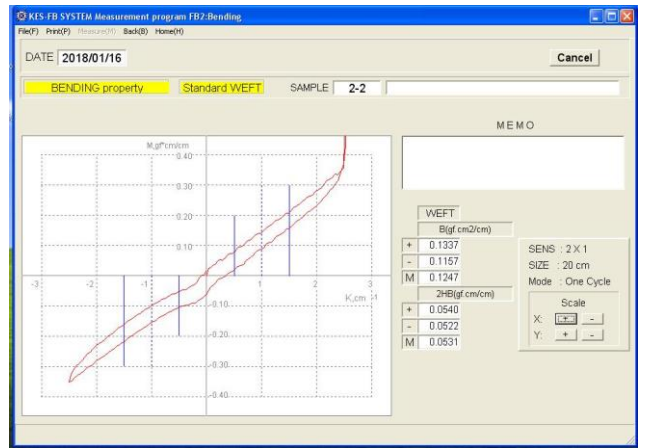 KES-FB SYSTEM Measurement program FB2:Bending
File(F) Print(P) Measure(M) Back(B) Home(H)
DATE 2018/01/16 Cancel
BENDING property Standard WEFT SAMPLE 2-2
MEMO
M,gf*cm/cm
0.40
0.30
0.20
0.10
-3 -2 -1 1 2 3
K,cm -1
-0.10
-0.20
-0.30
-0.40
WEFT
B(gf.cm2/cm)
+ 0.1337
- 0.1157
M 0.1247
2HB(gf.cm/cm)
+ 0.0540
- 0.0522
M 0.0531
SENS : 2 X 1
SIZE : 20 cm
Mode : One Cycle
Scale
X: + -
Y: + -